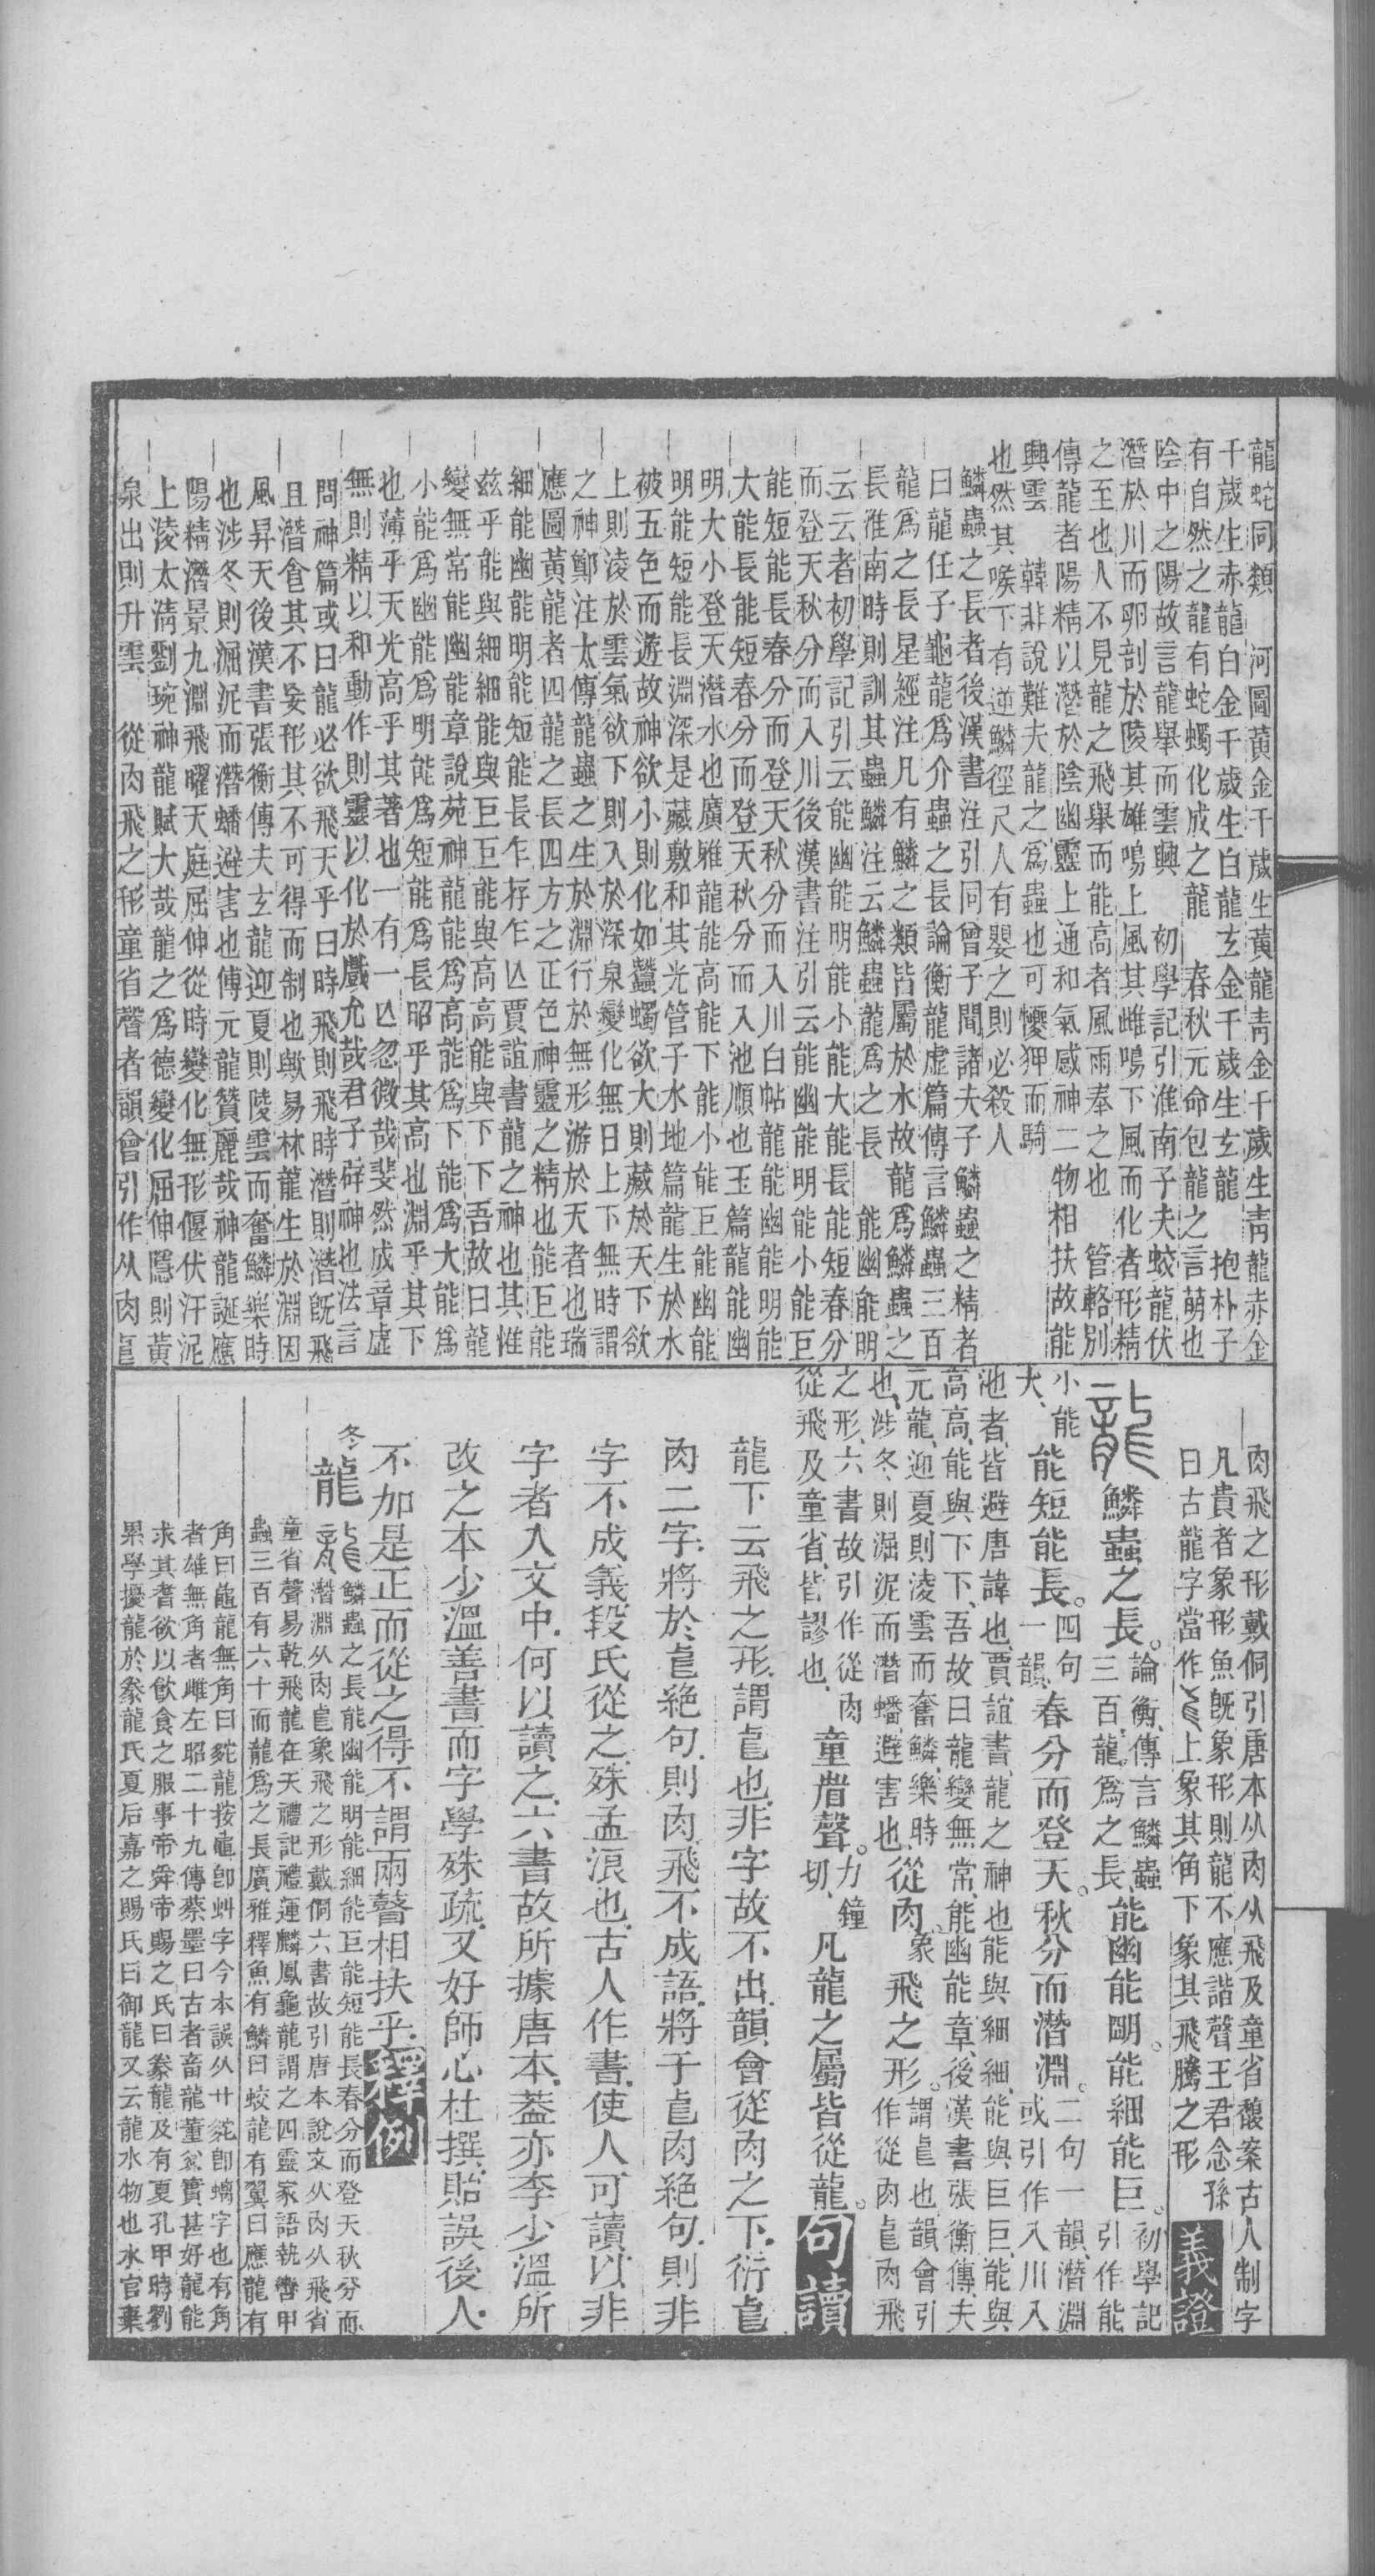 龍蛇同類　河圖黃金千歲生黃龍靑金千歲生靑龍赤金
千歲生赤龍白金千歲生白龍玄金千歲生玄龍　抱朴子
有自然之龍有蛇蠋化成之龍　春秋元命包龍之言萌也
陰中之陽故言龍舉而雲興　初學記引淮南子夫蛟龍伏
潛於川而卵剖於陵其雄鳴上風其雌鳴下風而化者形精
之至也人不見龍之飛舉而能高者風雨奉之也　管輅別
傳龍者陽精以潛於陰幽靈上通和氣感神二物相扶故能
興雲　韓非說難夫龍之爲蟲也可擾狎而騎
也然其喉下有逆鱗徑尺人有嬰之則必殺人
鱗蟲之長者後漢書注引同曾子問諸夫子鱗蟲之精者
曰龍任子龜龍爲介蟲之長論衡龍虛篇傳言鱗蟲三百
龍爲之長星經注凡有鱗之類皆屬於水故龍爲鱗蟲之
長淮南時則訓其蟲鱗注云鱗蟲龍爲之長　能幽能明
云云者初學記引云能幽能明能小能大能長能短春分
而登天秋分而入川後漢書注引云能幽能明能小能巨
能短能長春分而登天秋分而入川白帖龍能幽能明能
大能長能短春分而登天秋分而入池順也玉篇龍能幽
明能短能長淵深是藏敷和其光管子水地篇龍生於水
被五色而遊故神欲小則化如蠶蠋欲大則藏於天下欲
上則淩於雲氣欲下則入於深泉變化無日上下無時謂
之神鄭注太傳龍蟲之生於淵行於無形游於天者也瑞
應圖黃龍者四龍之長四方之正色神靈之精也能巨能
細能幽能明能短能長乍存乍亾賈誼書龍之神也其惟
兹乎能與細細能與巨巨能與高高能與下下吾故曰龍
變無常能幽能章說苑神龍能爲高能爲下能爲大能爲
小能爲幽能爲明能爲短能爲長昭乎其高也淵乎其下
也薄乎天光高乎其著也一有一亾忽微哉斐然成章虛
無則精以和動作則靈以化於戲允哉君子辟神也法言
問神篇或曰龍必欲飛天乎曰時飛則飛時潛則潛旣飛
且潛食其不妄形其不可得而制也歟易林龍生於淵因
風昇天後漢書張衡傳夫玄龍迎夏則陵雲而奮鱗樂時
也涉冬則淈泥而潛蟠避害也傳元龍贊麗哉神龍誕應
陽精潛景九淵飛曜天庭屈伸從時變化無形偃伏汗泥
上淩太淸劉琬神龍賦大哉龍之爲德變化屈伸隱則黃
泉出則升雲　從肉飛之形童省聲者韻會引作从肉皀
肉飛之形戴侗引唐本从肉从飛及童省馥案古人制字
凡貴者象形魚旣象形則龍不應諧聲王君念孫
曰古龍字當作上象其角下象其飛騰之形　義證
龍鱗蟲之長。論衡、傳言鱗蟲三百、龍爲之長、能幽能明。能細能巨。初學記引作能小能大、能短能長。四句一韻、春分而登天。秋分而潛淵。二句一韻、潛淵或引作入川入
池者、皆避唐諱也、賈誼書、龍之神也、能與細細、能與巨巨、能與
高高、能與下下、吾故曰龍變無常、能幽能章、後漢書張衡傳、夫
元龍、迎夏則淩雲而奮鱗、樂時也、涉冬則淈泥而潛蟠、避害也、從肉、象飛之形。謂皀也、韻會引作從肉皀肉飛
之形、六書故引作從肉從飛及童省、皆謬也、童省聲。力鍾切、凡龍之屬皆從龍。句讀
龍下云飛之形謂皀也非字故不出韻會從肉之下衍皀
肉二字將於皀絕句則肉飛不成語將于皀肉絕句則非
字不成義段氏從之殊孟浪也古人作書使人可讀以非
字者入文中何以讀之六書故所據唐本蓋亦李少溫所
改之本少溫善書而字學殊疏又好師心杜撰貽誤後人
不加是正而從之得不謂兩瞽相扶乎釋例
冬龍　鱗蟲之長能幽能明能細能巨能短能長春分而登天秋分而
潛淵从肉皀象飛之形戴侗六書故引唐本說文从肉从飛省
童省聲易乾飛龍在天禮記禮運麟鳳龜龍謂之四靈家語執轡甲
蟲三百有六十而龍爲之長廣雅釋魚有鱗曰蛟龍有翼曰應龍有
角曰龍無角曰龍按卽虯字今本誤从卄卽螭字也有角
者雄無角者雌左昭二十九傳蔡墨曰古者畜龍董父實甚好龍能
求其耆欲以飮食之服事帝舜帝賜之氏曰豢龍及有夏孔甲時劉
累學擾龍於豢龍氏夏后嘉之賜氏曰御龍又云龍水物也水官棄